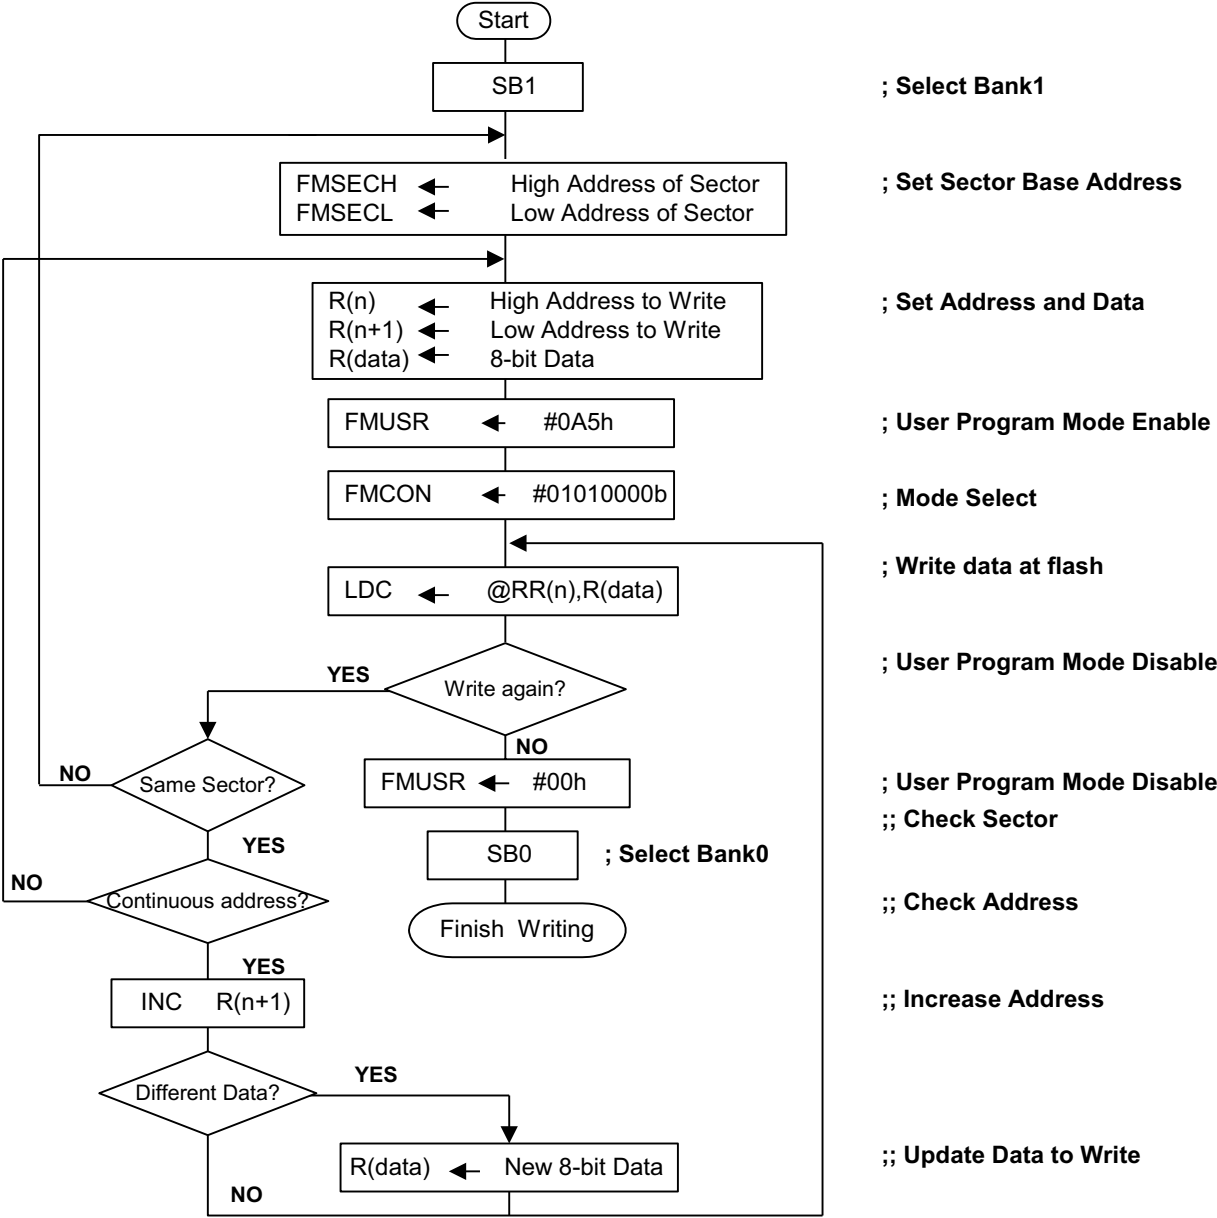 Start
SB1 ; Select Bank1
FMSECH High Address of Sector ; Set Sector Base Address
FMSECL Low Address of Sector
R(n) High Address to Write ; Set Address and Data
R(n+1) Low Address to Write
R(data) 8-bit Data
FMUSR #0A5h ; User Program Mode Enable
FMCON #01010000b ; Mode Select
; Write data at flash
LDC @RR(n),R(data)
; User Program Mode Disable
YES Write again?
NO
NO Same Sector? FMUSR #00h ; User Program Mode Disable
;; Check Sector
YES
SB0 ; Select Bank0
NO
Continuous address? ;; Check Address
Finish Writing
YES
INC R(n+1) ;; Increase Address
YES
Different Data?
R(data) New 8-bit Data ;; Update Data to Write
NO